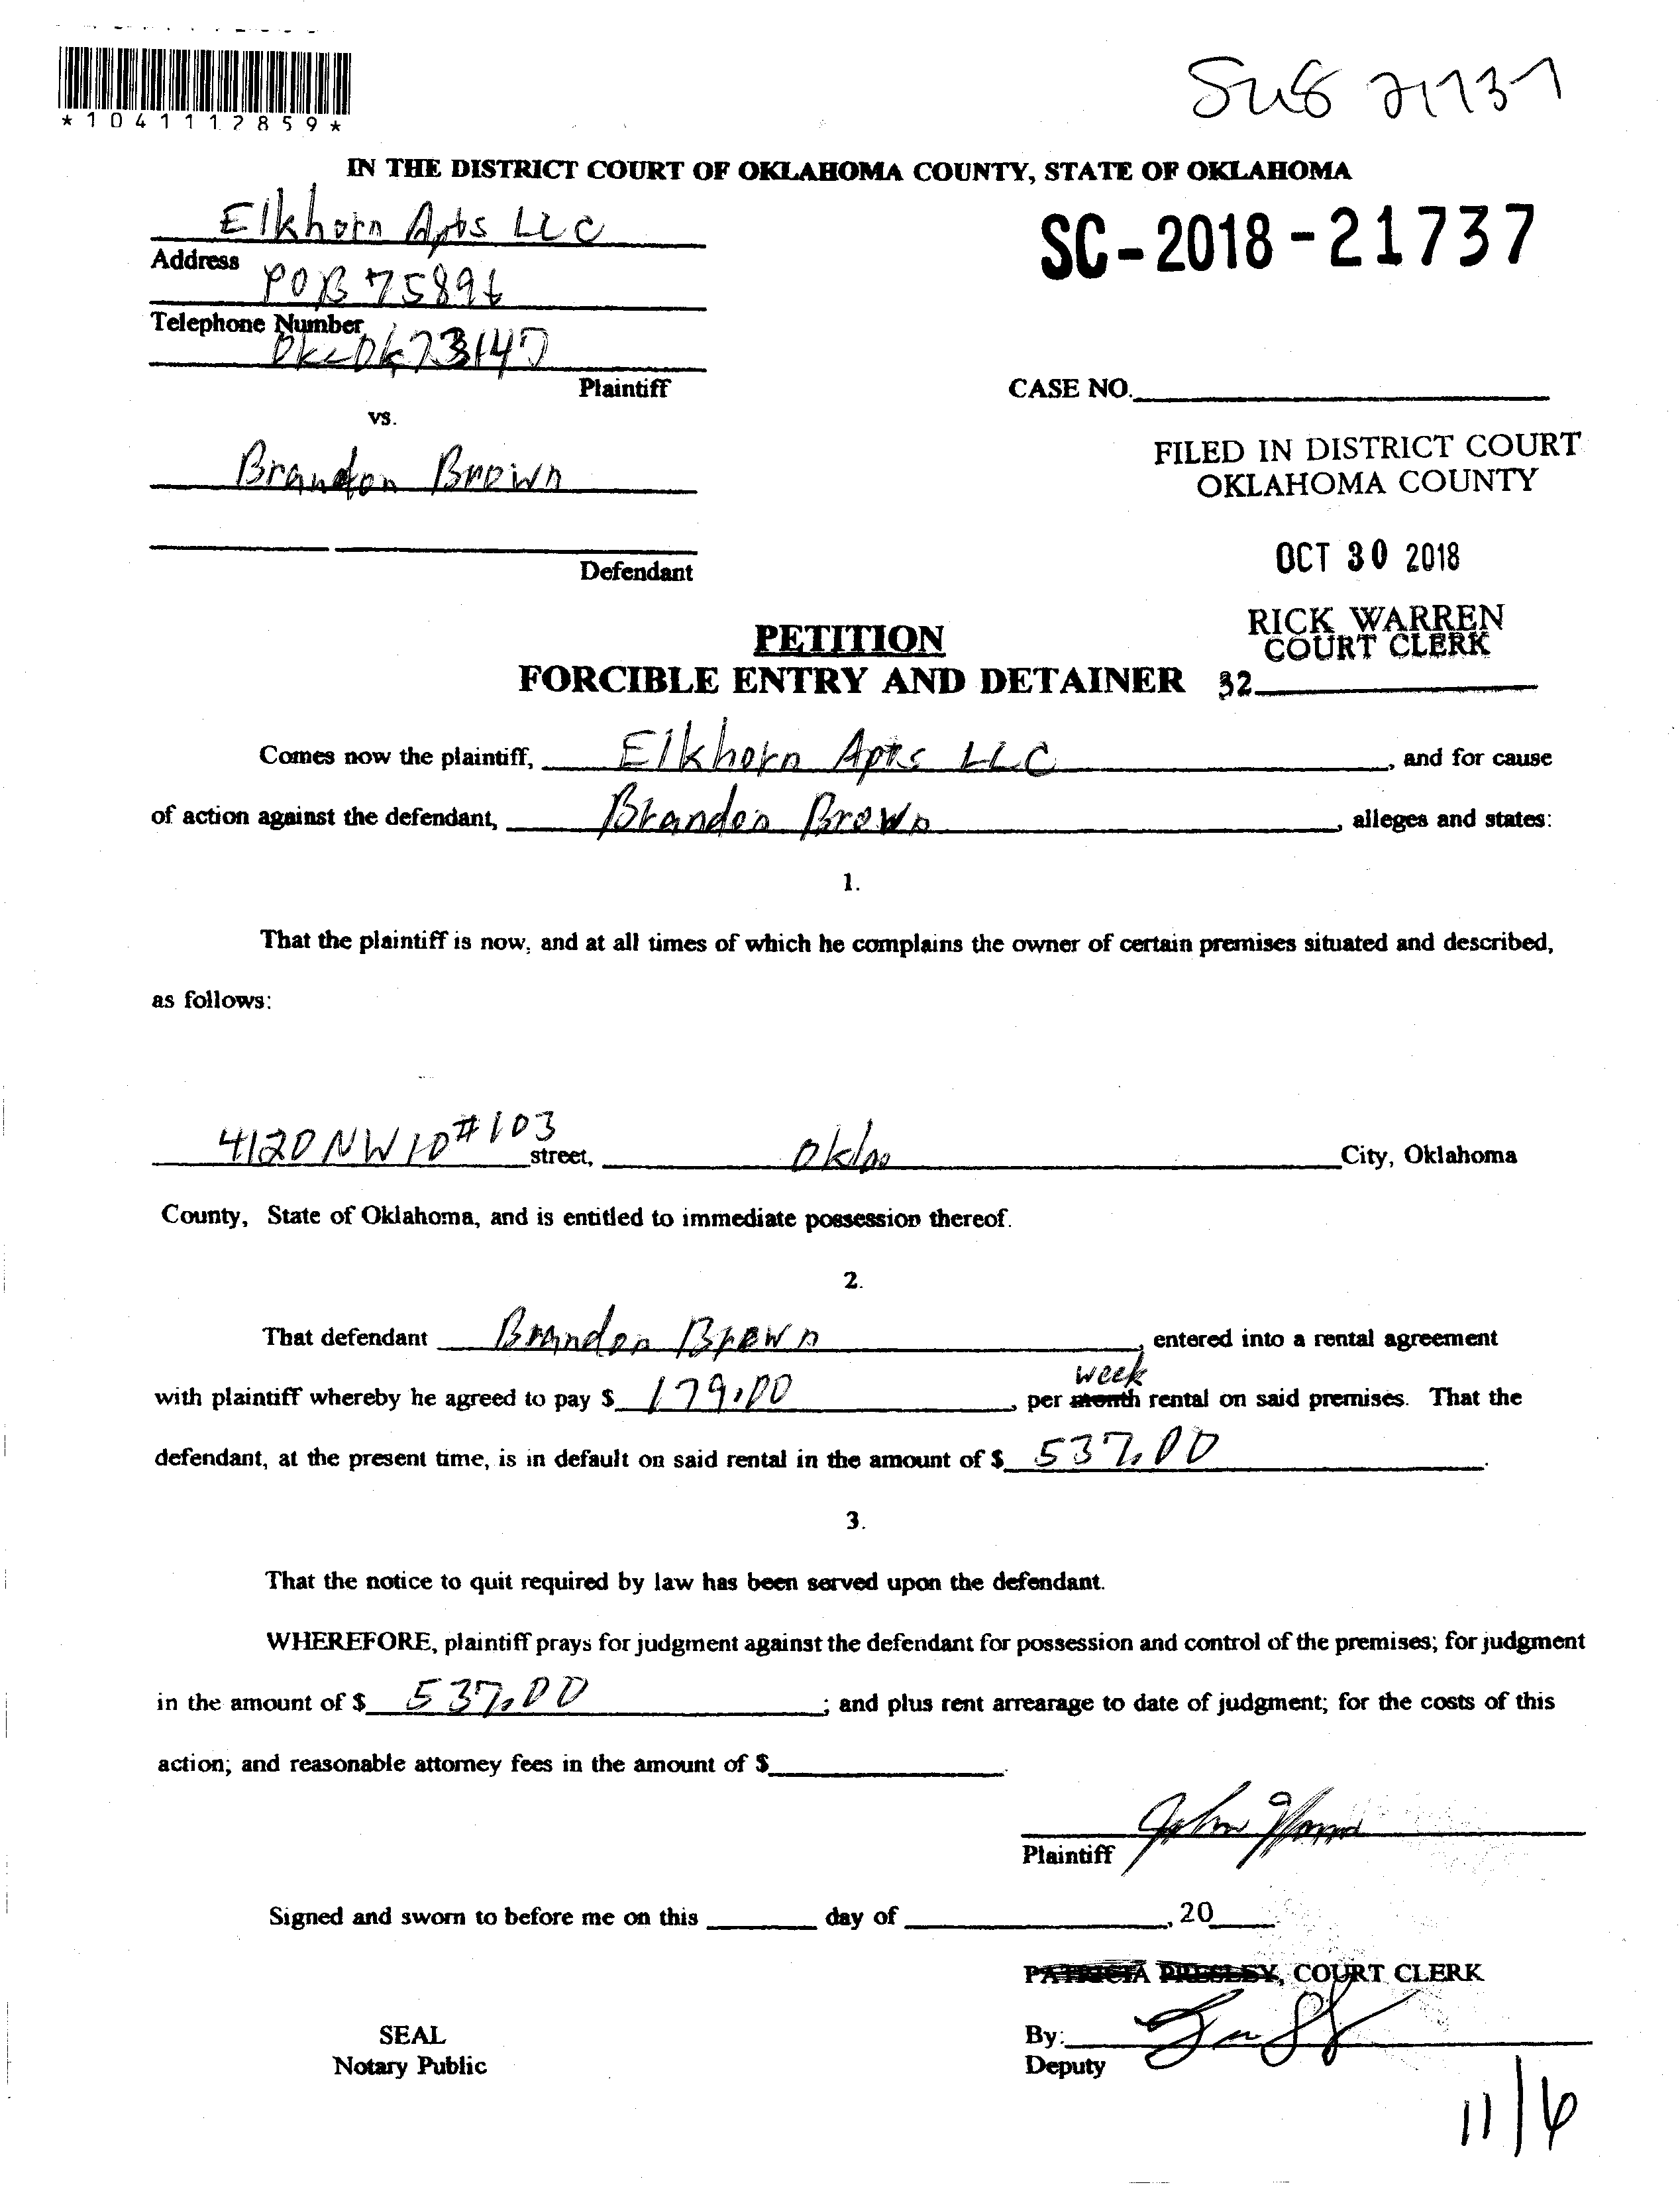 *1041112859*
SC-2018-21737
IN THE DISTRICT COURT OF OKLAHOMA COUNTY, STATE OF OKLAHOMA
Elkhorn Apts LLC
Address
POB 75896
Telephone Number
OKC OK 73147
Plaintiff
CASE NO.
vs.
Brandon Brown
FILED IN DISTRICT COURT
OKLAHOMA COUNTY
OCT 30 2018
Defendant
RICK WARREN
COURT CLERK
32
PETITION
FORCIBLE ENTRY AND DETAINER
Comes now the plaintiff, Elkhorn Apts LLC, and for cause
of action against the defendant, Brandon Brown, alleges and states:
1.
That the plaintiff is now, and at all times of which he complains the owner of certain premises situated and described,
as follows:
4120 NW 10 #103 street, Okla City, Oklahoma
County, State of Oklahoma, and is entitled to immediate possession thereof.
2.
That defendant Brandon Brown, entered into a rental agreement
week
with plaintiff whereby he agreed to pay $ 179.00, per month rental on said premises. That the
defendant, at the present time, is in default on said rental in the amount of $ 537.00.
3.
That the notice to quit required by law has been served upon the defendant.
WHEREFORE, plaintiff prays for judgment against the defendant for possession and control of the premises; for judgment
in the amount of $ 537.00; and plus rent arrearage to date of judgment; for the costs of this
action; and reasonable attorney fees in the amount of $
John
Plaintiff
Signed and sworn to before me on this day of , 20
PATRICIA PRESLEY, COURT CLERK
SEAL
Notary Public
By:
Deputy
11/6